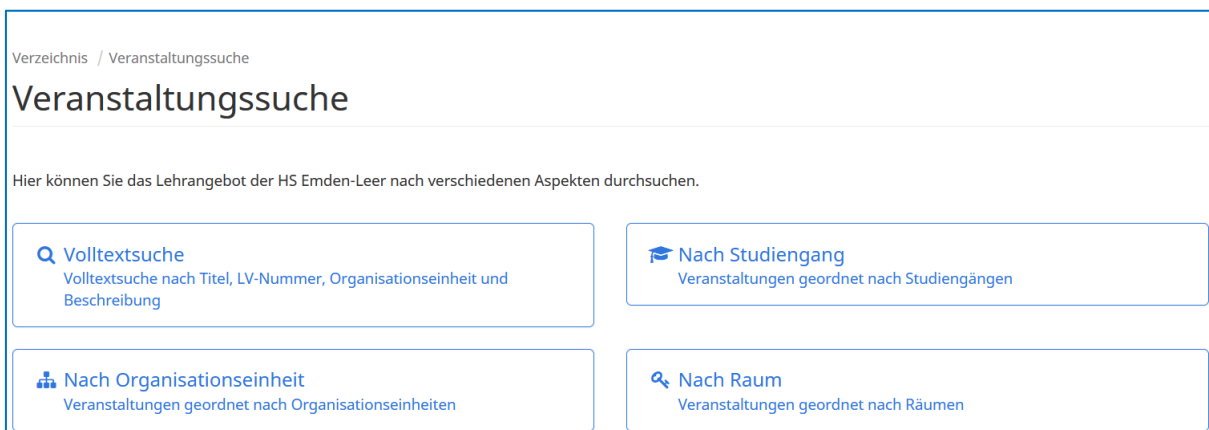 Verzeichnis / Veranstaltungssuche
Veranstaltungssuche
Hier können Sie das Lehrangebot der HS Emden-Leer nach verschiedenen Aspekten durchsuchen.
Volltextsuche
Volltextsuche nach Titel, LV-Nummer, Organisationseinheit und
Beschreibung
Nach Studiengang
Veranstaltungen geordnet nach Studiengängen
Nach Organisationseinheit
Veranstaltungen geordnet nach Organisationseinheiten
Nach Raum
Veranstaltungen geordnet nach Räumen